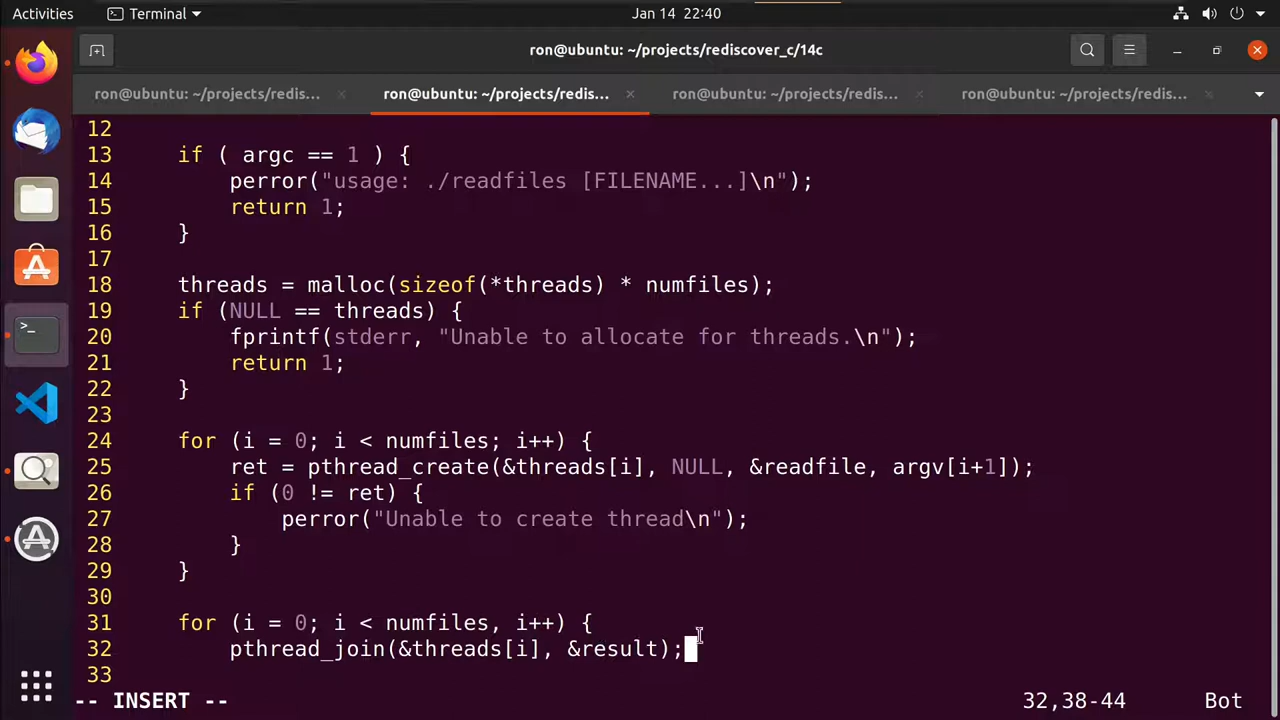 Activities Terminal Jan 14 22:40
ron@ubuntu: ~/projects/rediscover_c/14c
ron@ubuntu: ~/projects/redis... ron@ubuntu: ~/projects/redis... ron@ubuntu: ~/projects/redis... ron@ubuntu: ~/projects/redis...
12
13     if ( argc == 1 ) {
14         perror("usage: ./readfiles [FILENAME...]\n");
15         return 1;
16     }
17
18     threads = malloc(sizeof(*threads) * numfiles);
19     if (NULL == threads) {
20         fprintf(stderr, "Unable to allocate for threads.\n");
21         return 1;
22     }
23
24     for (i = 0; i < numfiles; i++) {
25         ret = pthread_create(&threads[i], NULL, &readfile, argv[i+1]);
26         if (0 != ret) {
27             perror("Unable to create thread\n");
28         }
29     }
30
31     for (i = 0; i < numfiles, i++) {
32         pthread_join(&threads[i], &result);
33
-- INSERT -- 32,38-44 Bot